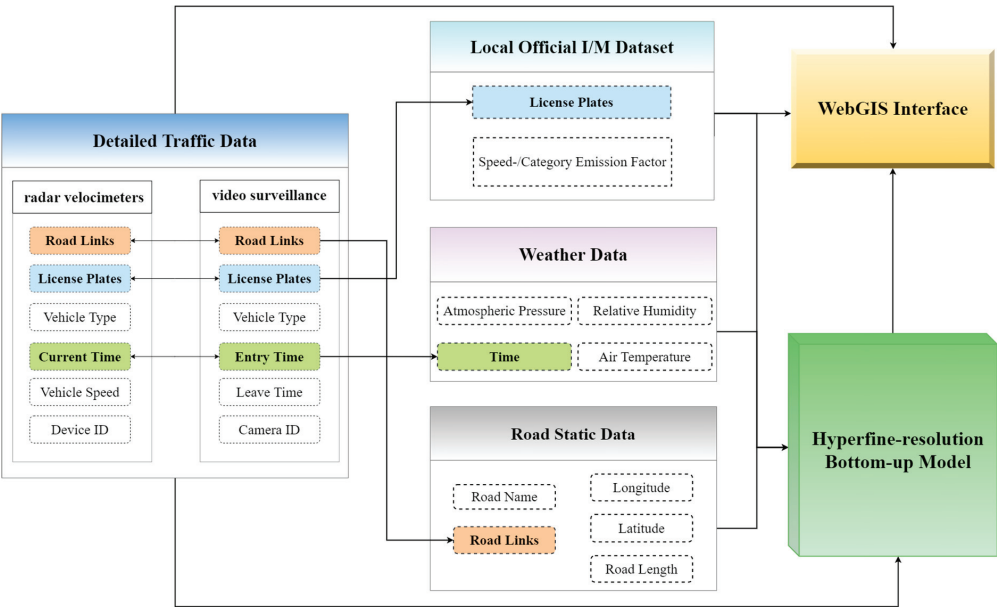 Detailed Traffic Data
radar velocimeters
Road Links
License Plates
Vehicle Type
Current Time
Vehicle Speed
Device ID
video surveillance
Road Links
License Plates
Vehicle Type
Entry Time
Leave Time
Camera ID
Local Official I/M Dataset
License Plates
Speed-/Category Emission Factor
Weather Data
Atmospheric Pressure
Relative Humidity
Time
Air Temperature
Road Static Data
Road Name
Road Links
Longitude
Latitude
Road Length
WebGIS Interface
Hyperfine-resolution
Bottom-up Model